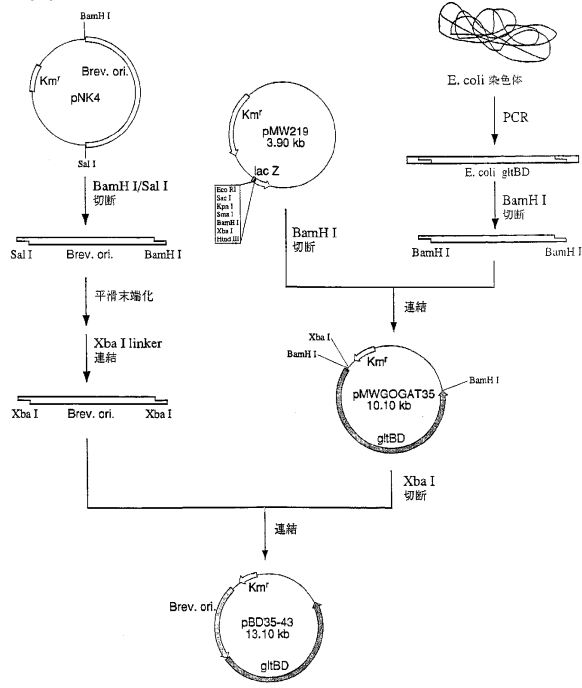 BamH I
Kmr
Brev. ori.
pNK4
Sal I
BamH I/Sal I
切断
Sal I
Brev. ori.
BamH I
平滑末端化
Xba I linker
連結
Xba I
Brev. ori.
Xba I
Kmr
pMW219
3.90 kb
lac Z
Eco RI
Sac I
Kpn I
Sma I
BamH I
Xba I
Hind III
BamH I
切断
E. coli 染色体
PCR
E. coli gltBD
BamH I
切断
BamH I
BamH I
連結
Xba I
BamH I
Kmr
BamH I
pMWGOGAT35
10.10 kb
gltBD
Xba I
切断
連結
Kmr
Brev. ori.
pBD35-43
13.10 kb
gltBD